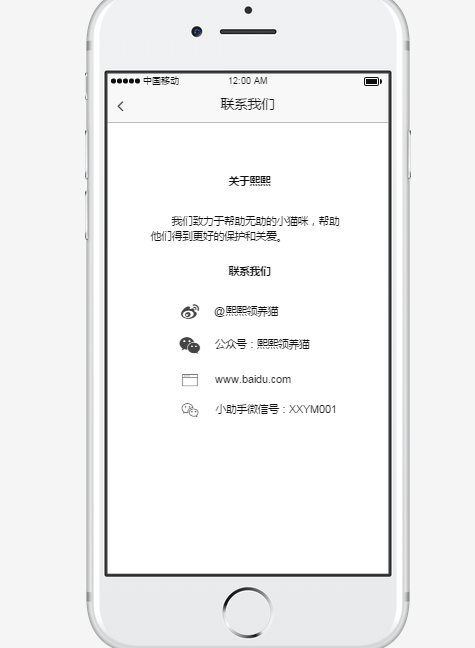 中国移动 12:00 AM
联系我们
关于熙熙
我们致力于帮助无助的小猫咪，帮助
他们得到更好的保护和关爱。
联系我们
@熙熙领养猫
公众号：熙熙领养猫
www.baidu.com
小助手微信号：XXYM001